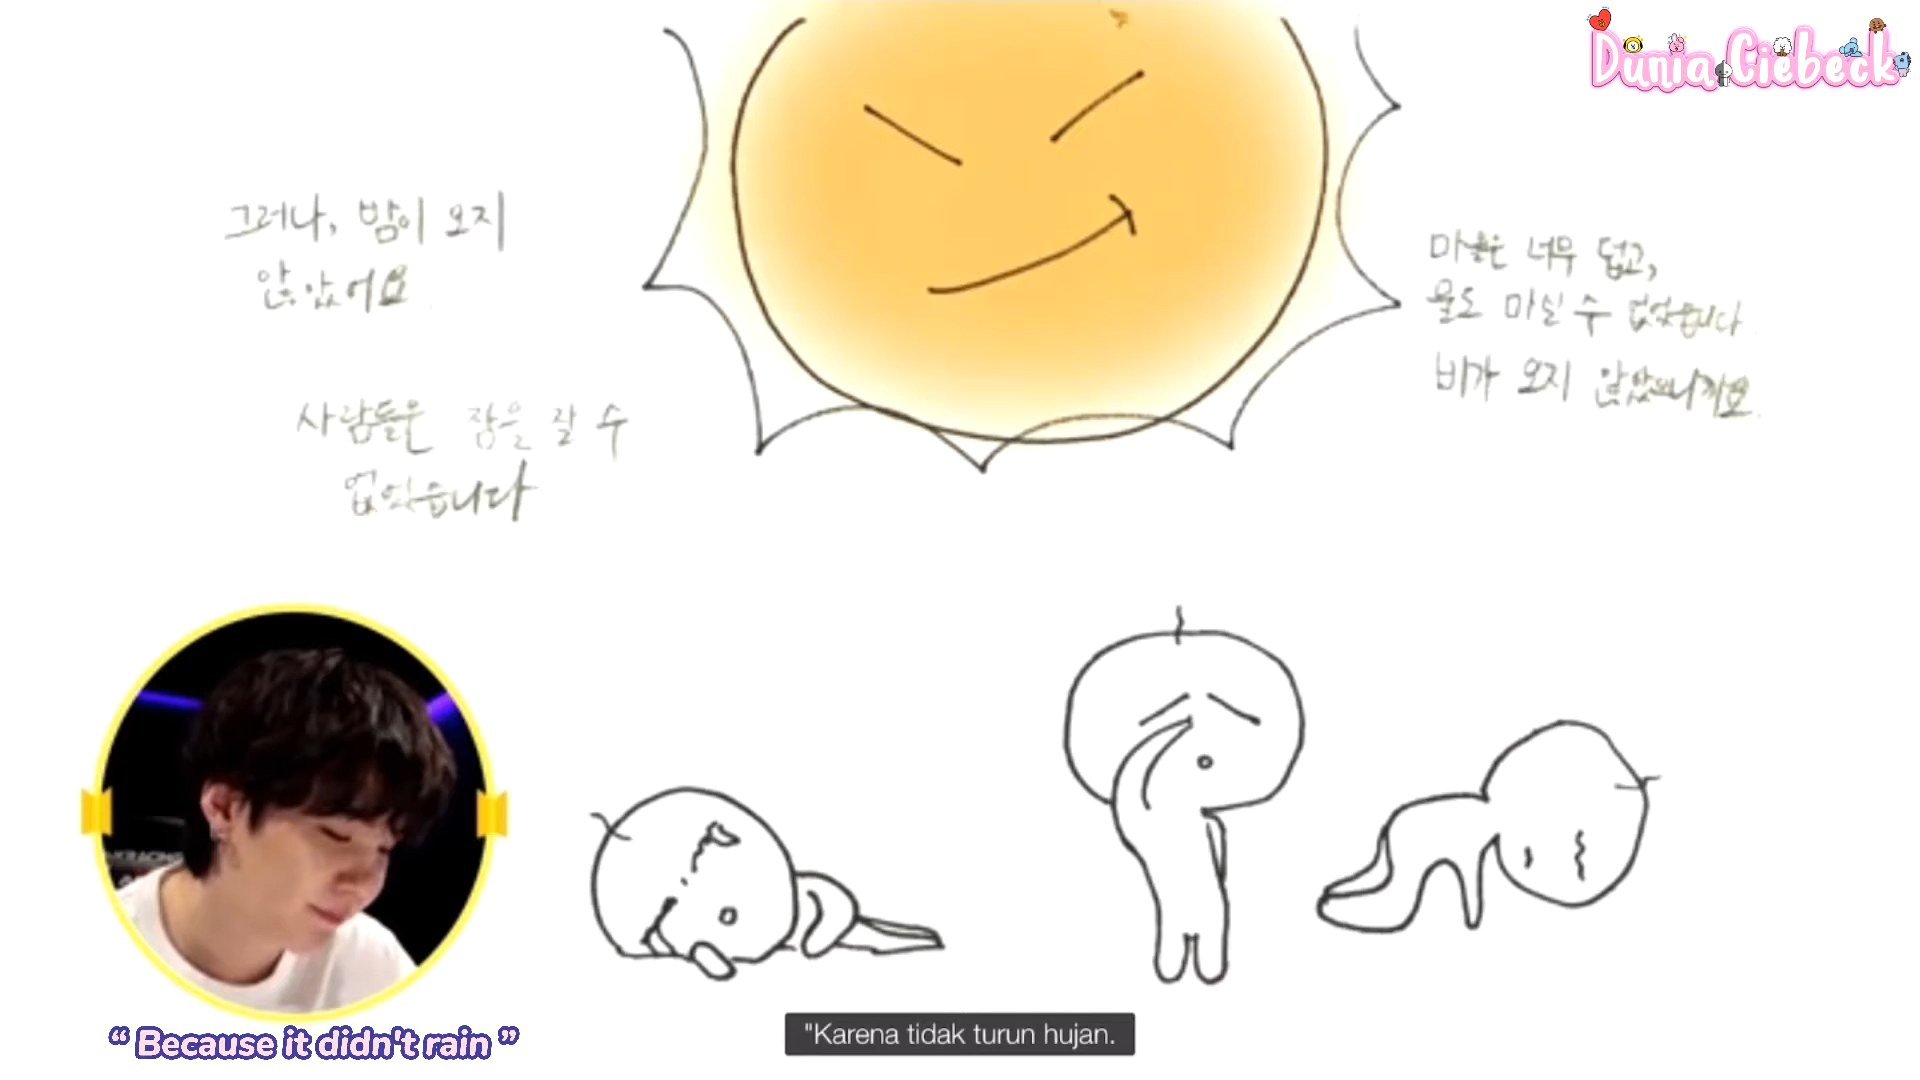 Dunia Ciebeck
그러나, 밤이 오지
않았어요
사람들은 잠을 잘 수
없었습니다
마을은 너무 덥고,
물도 마실 수 없었습니다
비가 오지 않았으니까요
“ Because it didn't rain ”
"Karena tidak turun hujan.